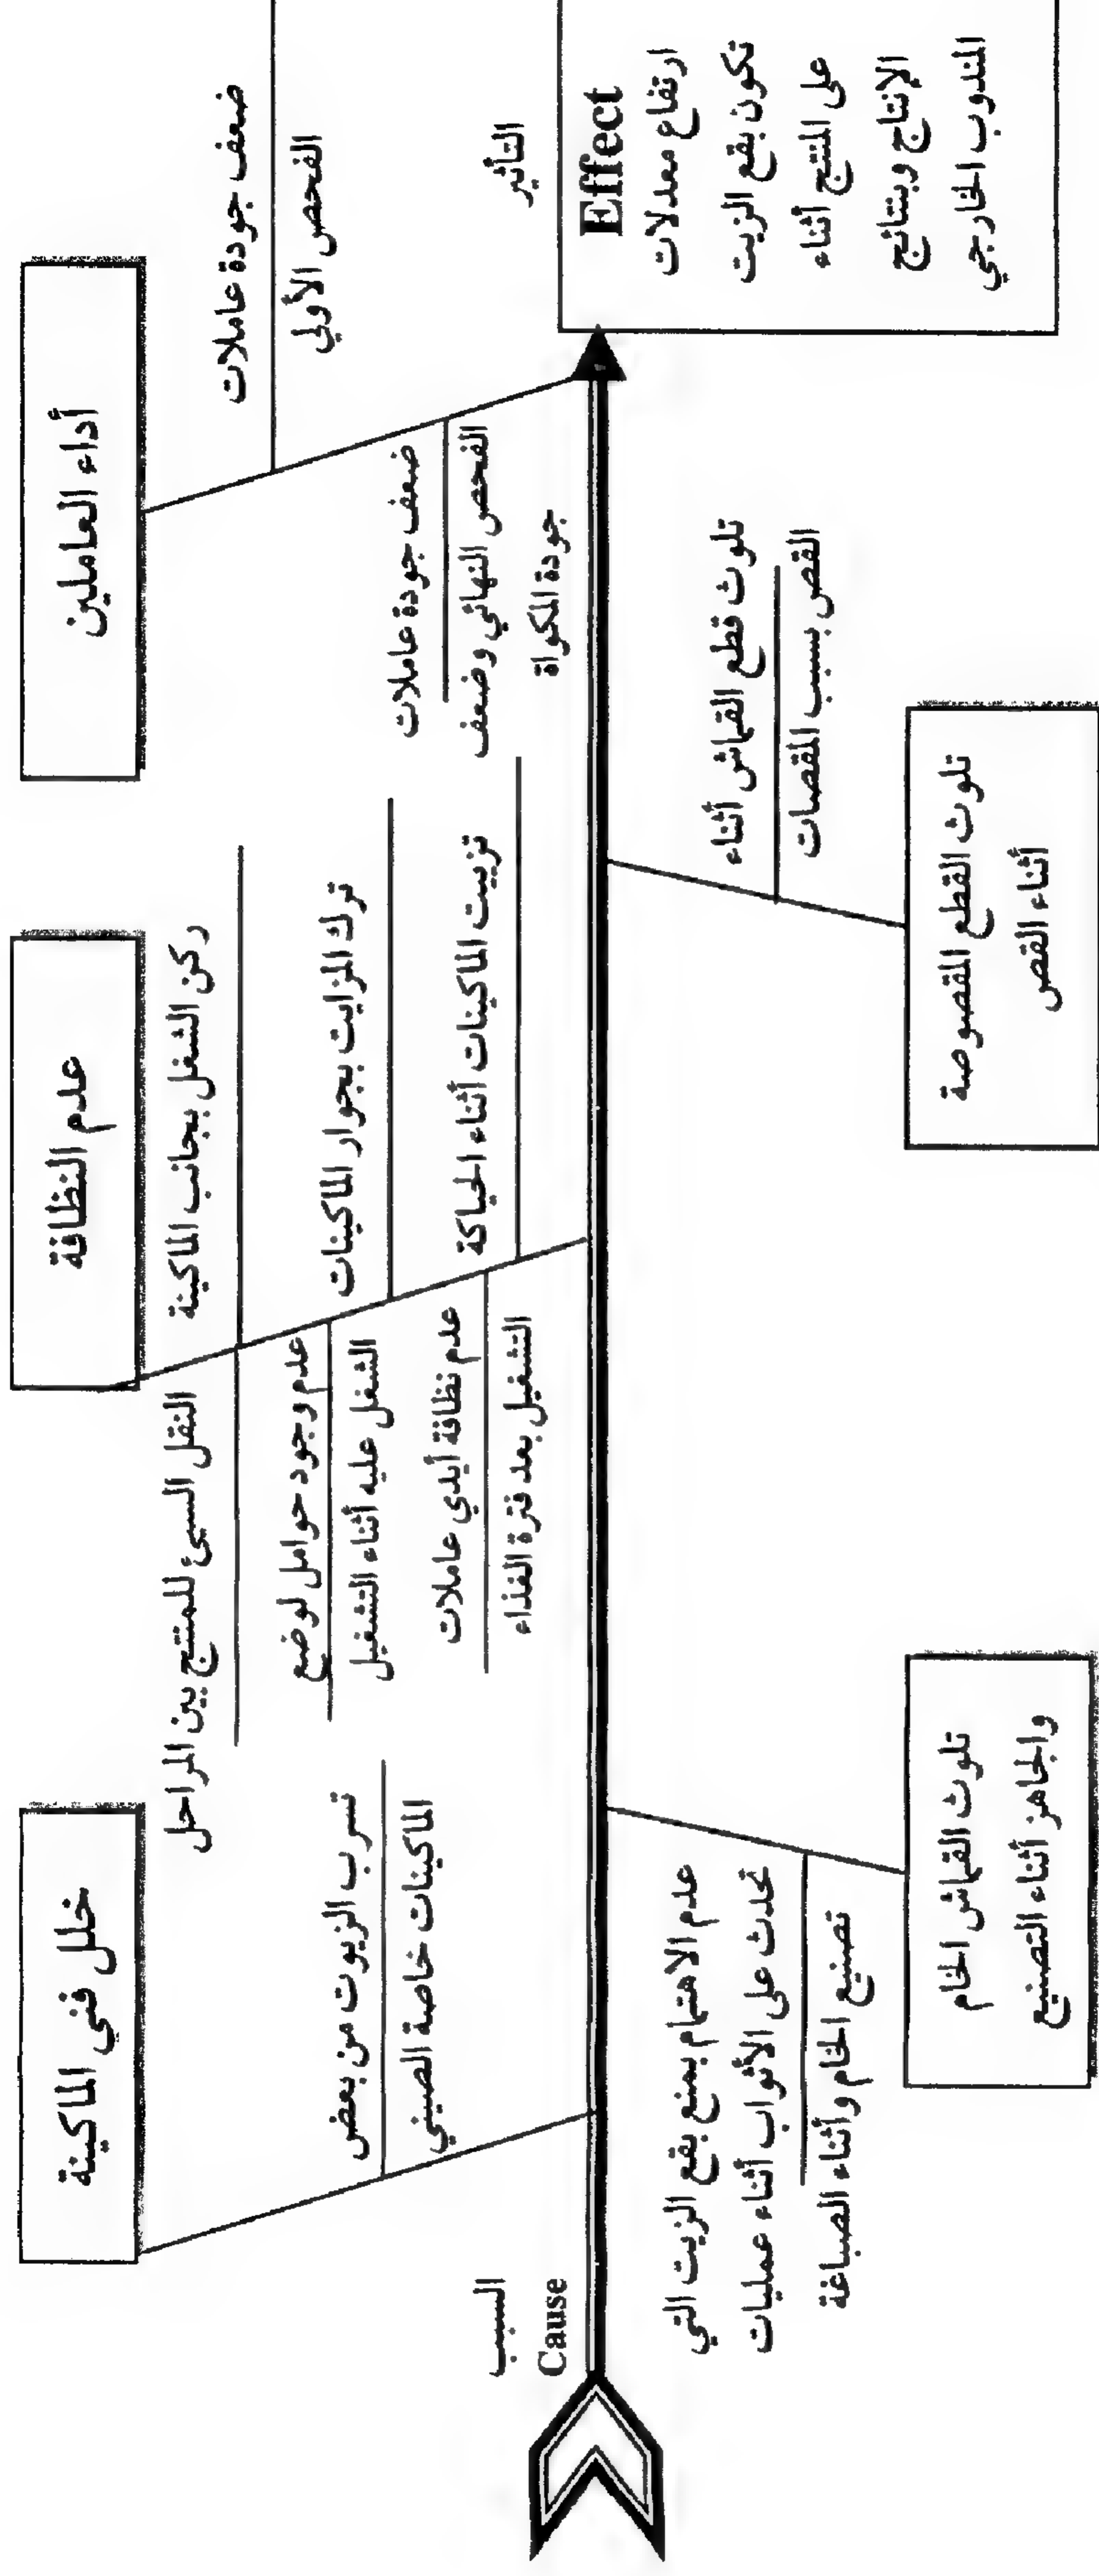 خلل فني الماكينة
تسرب الزيوت من بعض
الماكينات خاصة الصيني
عدم النظافة
النقل السيئ للمنتج بين المراحل
عدم وجود حوامل لوضع
الشغل عليه أثناء التشغيل
عدم نظافة أيدي عاملات
التشغيل بعد فترة الغذاء
ركن الشغل بجانب الماكينة
ترك المزايت بجوار الماكينات
تزييت الماكينات أثناء الحياكة
أداء العاملين
ضعف جودة عاملات
الفحص الأولي
ضعف جودة عاملات
الفحص النهائي وضعف
جودة المكواة
السبب
Cause
التأثير
Effect
ارتفاع معدلات
تكون بقع الزيت
على المنتج أثناء
الإنتاج وبنتائج
المندوب الخارجي
عدم الاهتمام بمنع بقع الزيت التي
تحدث على الأثواب أثناء عمليات
تصنيع الخام وأثناء الصباغة
تلوث القماش الخام
والجاهز أثناء التصنيع
تلوث قطع القماش أثناء
القص بسبب المقصات
تلوث القطع المقصوصة
أثناء القص